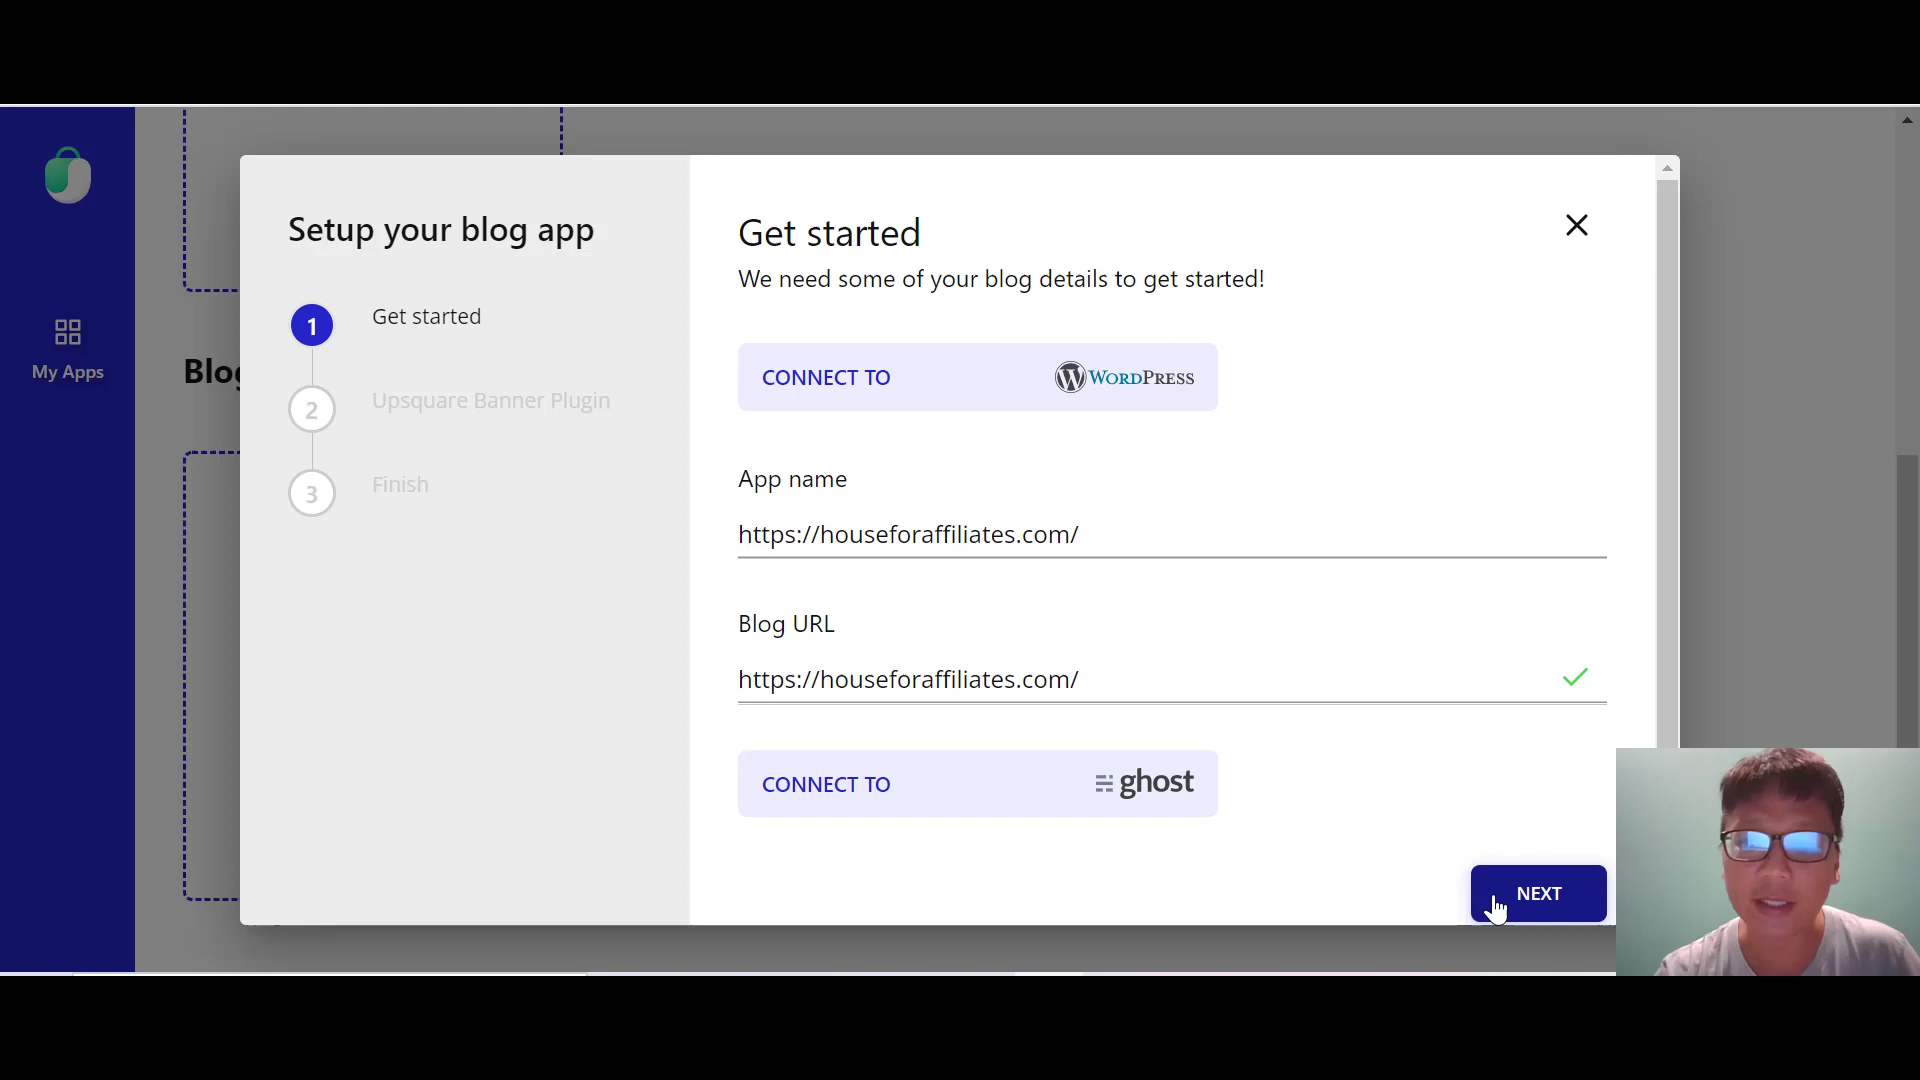 My Apps
Blog
Setup your blog app
1 Get started
2 Upsquare Banner Plugin
3 Finish
Get started
We need some of your blog details to get started!
CONNECT TO WORDPRESS
App name
https://houseforaffiliates.com/
Blog URL
https://houseforaffiliates.com/
CONNECT TO ghost
NEXT